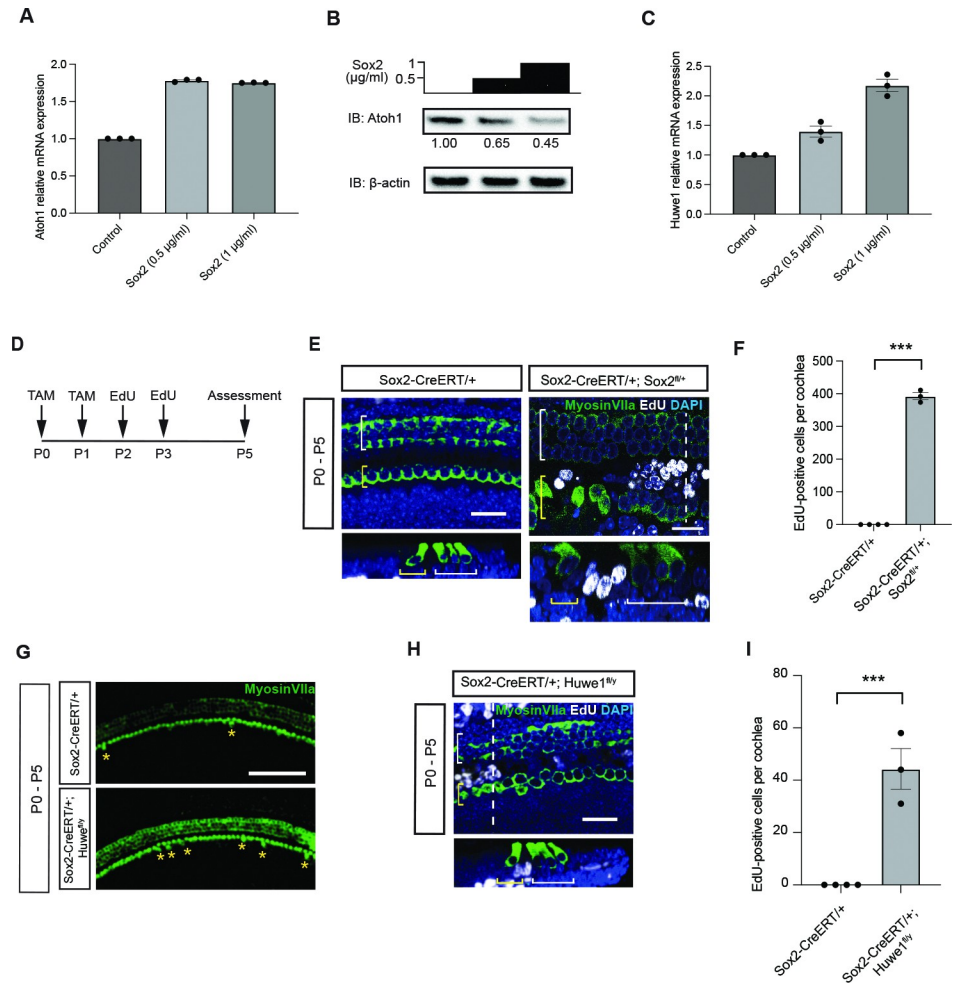 A
Atoh1 relative mRNA expression
2.0
1.5
1.0
0.5
0.0
Control
Sox2 (0.5 µg/ml)
Sox2 (1 µg/ml)
B
Sox2
(µg/ml)
1
0.5
IB: Atoh1
1.00 0.65 0.45
IB: β-actin
C
Huwe1 relative mRNA expression
2.5
2.0
1.5
1.0
0.5
0.0
Control
Sox2 (0.5 µg/ml)
Sox2 (1 µg/ml)
D
TAM TAM EdU EdU Assessment
P0 P1 P2 P3 P5
E
Sox2-CreERT/+
Sox2-CreERT/+; Sox2fl/+
P0 - P5
MyosinVIIa EdU DAPI
F
EdU-positive cells per cochlea
500
400
300
200
100
0
***
Sox2-CreERT/+
Sox2-CreERT/+;
Sox2fl/+
G
P0 - P5
Sox2-CreERT/+
Sox2-CreERT/+;
Huwefl/y
MyosinVIIa
* *
* * * * * *
H
Sox2-CreERT/+; Huwe1fl/y
P0 - P5
MyosinVIIa EdU DAPI
I
EdU-positive cells per cochlea
80
60
40
20
0
***
Sox2-CreERT/+
Sox2-CreERT/+;
Huwe1fl/y